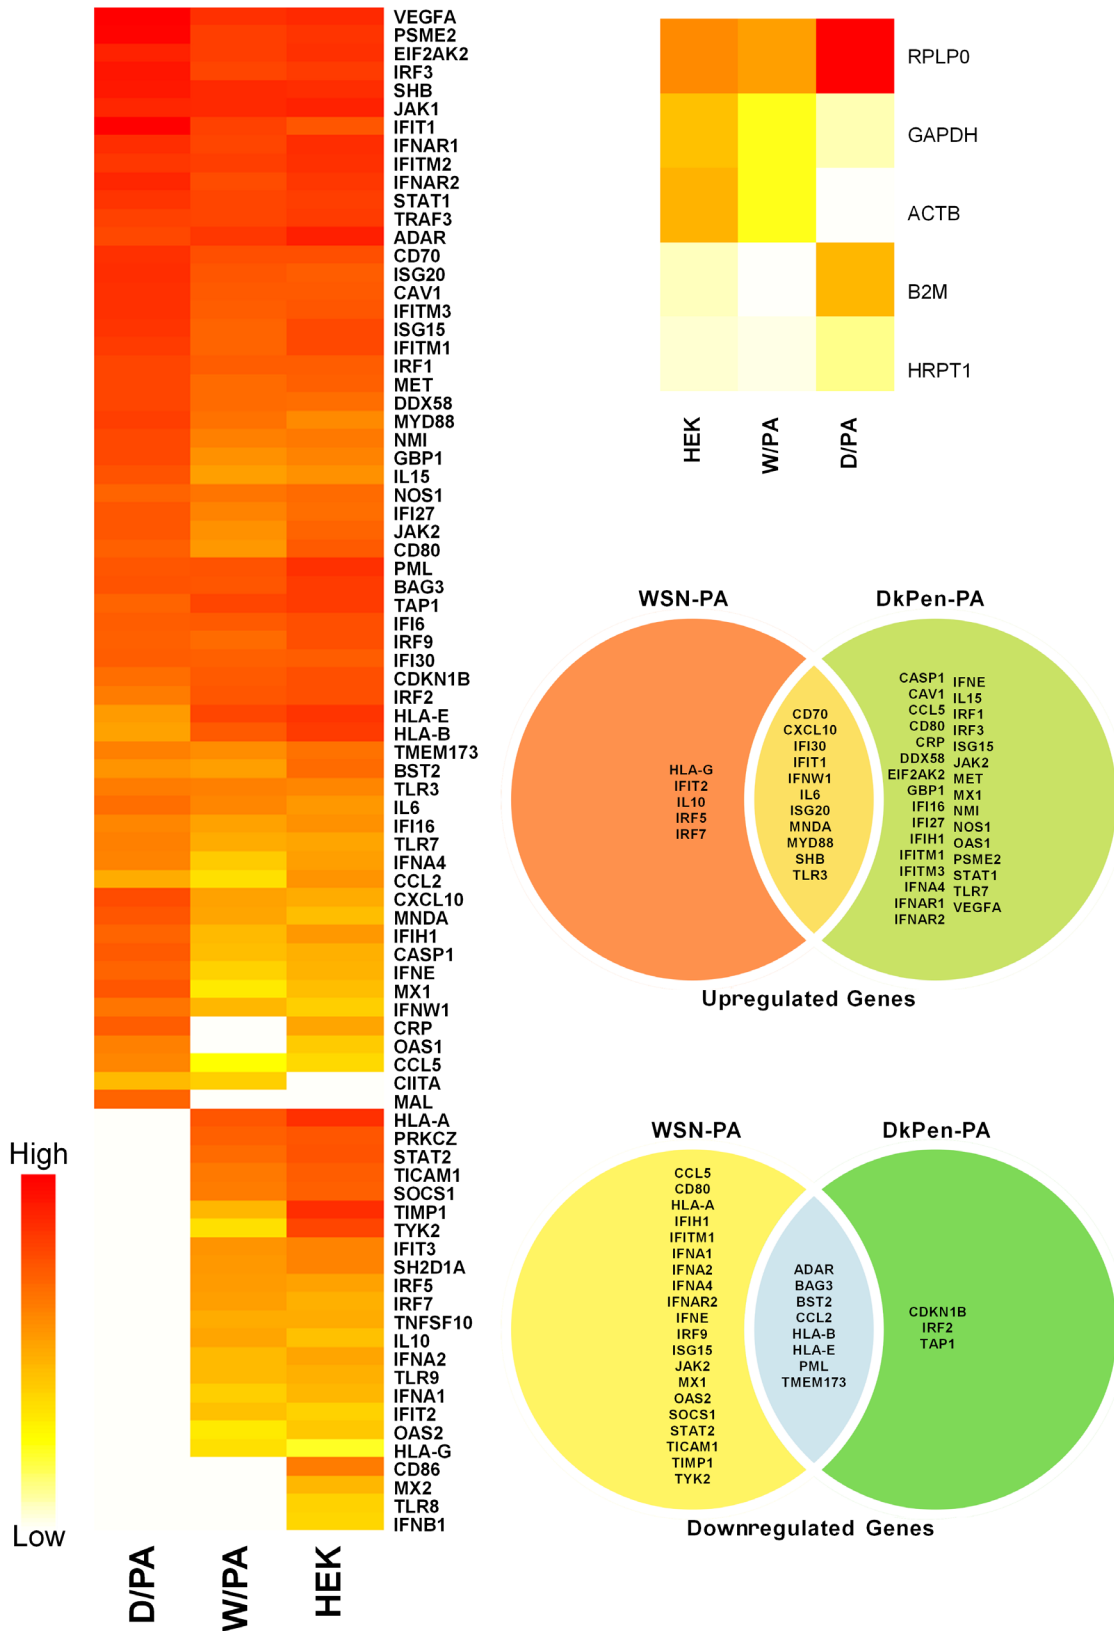 VEGFA
PSME2
EIF2AK2
IRF3
SHB
JAK1
IFIT1
IFNAR1
IFITM2
IFNAR2
STAT1
TRAF3
ADAR
CD70
ISG20
CAV1
IFITM3
ISG15
IFITM1
IRF1
MET
DDX58
MYD88
NMI
GBP1
IL15
NOS1
IFI27
JAK2
CD80
PML
BAG3
TAP1
IFI6
IRF9
IFI30
CDKN1B
IRF2
HLA-E
HLA-B
TMEM173
BST2
TLR3
IL6
IFI16
TLR7
IFNA4
CCL2
CXCL10
MNDA
IFIH1
CASP1
IFNE
MX1
IFNW1
CRP
OAS1
CCL5
CIITA
MAL
HLA-A
PRKCZ
STAT2
TICAM1
SOCS1
TIMP1
TYK2
IFIT3
SH2D1A
IRF5
IRF7
TNFSF10
IL10
IFNA2
TLR9
IFNA1
IFIT2
OAS2
HLA-G
CD86
MX2
TLR8
IFNB1
D/PA
W/PA
HEK
High
Low
RPLP0
GAPDH
ACTB
B2M
HRPT1
HEK
W/PA
D/PA
WSN-PA
DkPen-PA
HLA-G
IFIT2
IL10
IRF5
IRF7
CD70
CXCL10
IFI30
IFIT1
IFNW1
IL6
ISG20
MNDA
MYD88
SHB
TLR3
CASP1
CAV1
CCL5
CD80
CRP
DDX58
EIF2AK2
GBP1
IFI16
IFI27
IFIH1
IFITM1
IFITM3
IFNA4
IFNAR1
IFNAR2
IFNE
IL15
IRF1
IRF3
ISG15
JAK2
MET
MX1
NMI
NOS1
OAS1
PSME2
STAT1
TLR7
VEGFA
Upregulated Genes
WSN-PA
DkPen-PA
CCL5
CD80
HLA-A
IFIH1
IFITM1
IFNA1
IFNA2
IFNA4
IFNAR2
IFNE
IRF9
ISG15
JAK2
MX1
OAS2
SOCS1
STAT2
TICAM1
TIMP1
TYK2
ADAR
BAG3
BST2
CCL2
HLA-B
HLA-E
PML
TMEM173
CDKN1B
IRF2
TAP1
Downregulated Genes